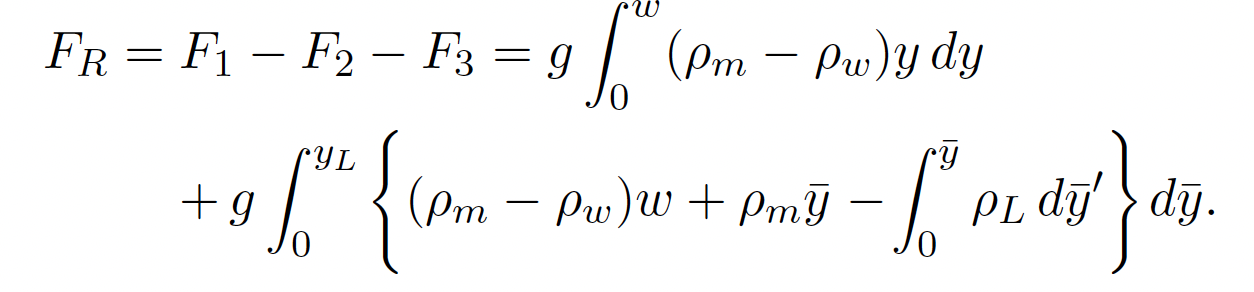 F_R = F_1 − F_2 − F_3 = g ∫_0^w (ρ_m − ρ_w)y dy
+ g ∫_0^{y_L} { (ρ_m − ρ_w)w + ρ_m ȳ − ∫_0^{ȳ} ρ_L dȳ′ } dȳ.